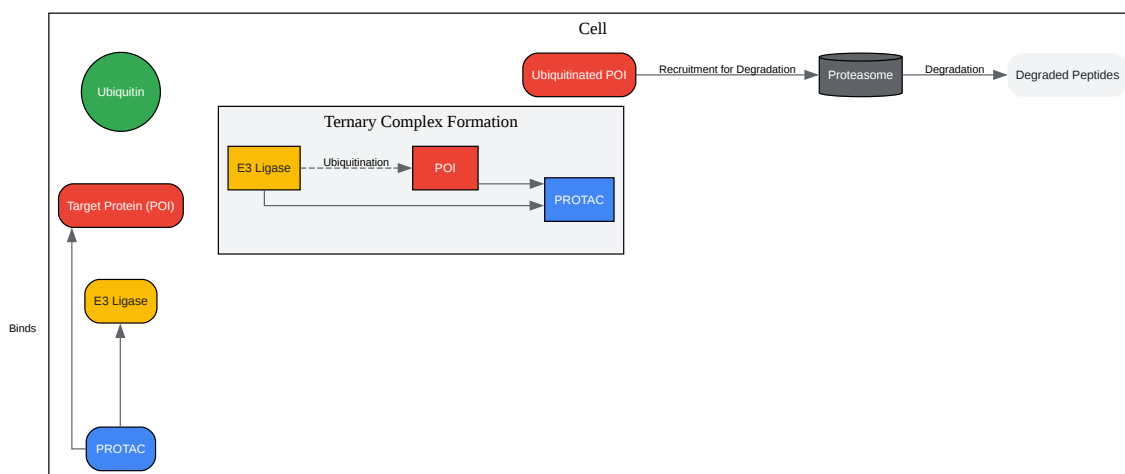 Cell
Ubiquitin
Ubiquitinated POI
Recruitment for Degradation
Proteasome
Degradation
Degraded Peptides
Ternary Complex Formation
E3 Ligase
Ubiquitination
POI
PROTAC
Target Protein (POI)
E3 Ligase
Binds
PROTAC